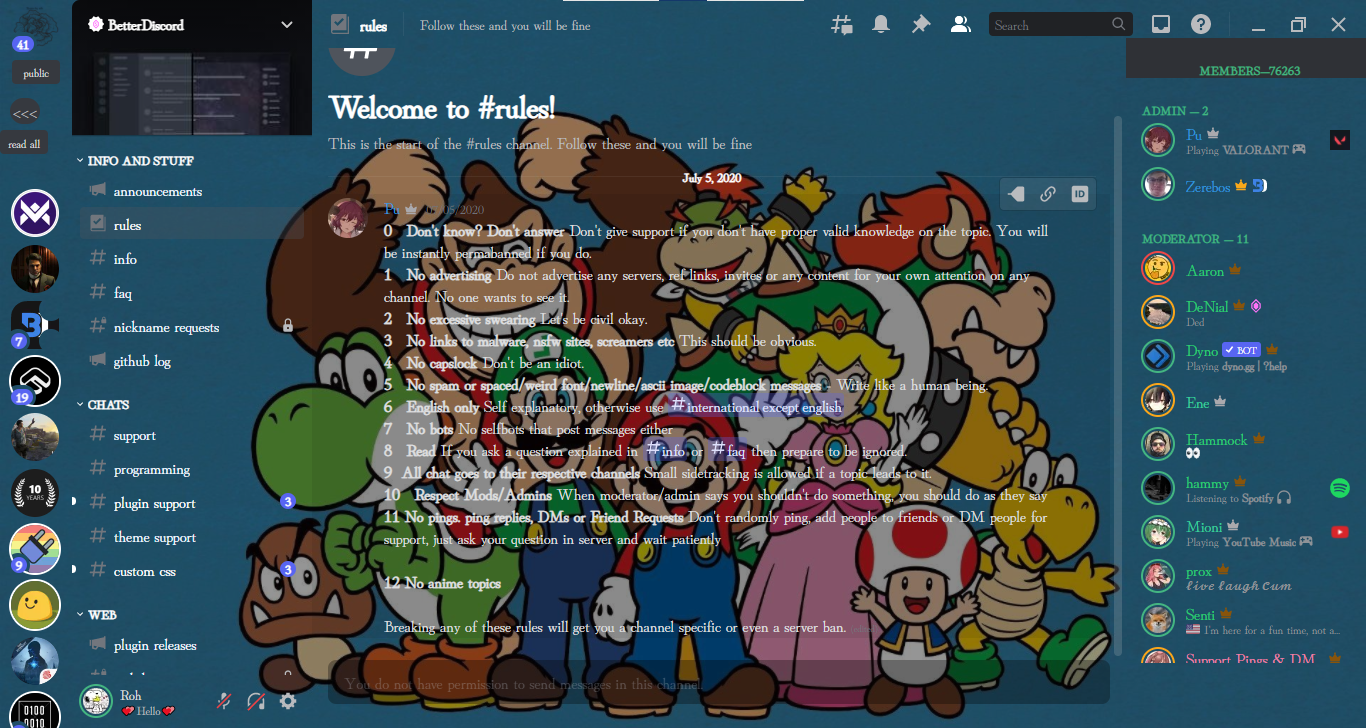 41
public
<<<
read all
7
19
10
YEARS
9
0100
0010
BetterDiscord
INFO AND STUFF
announcements
rules
info
faq
nickname requests
github log
CHATS
support
programming
plugin support
3
theme support
custom css
3
WEB
plugin releases
Roh
Hello
rules
Follow these and you will be fine
Search
Welcome to #rules!
This is the start of the #rules channel. Follow these and you will be fine
July 5, 2020
ID
Pu
0 Don't know? Don't answer Don't give support if you don't have proper valid knowledge on the topic. You will
be instantly permabanned if you do.
1 No advertising Do not advertise any servers, ref links, invites or any content for your own attention on any
channel. No one wants to see it.
2 No excessive swearing Let's be civil okay.
3 No links to malware, nsfw sites, screamers etc This should be obvious.
4 No capslock Don't be an idiot.
5 No spam or spaced/weird font/newline/ascii image/codeblock messages - Write like a human being.
6 English only Self explanatory, otherwise use #international except english
7 No bots No selfbots that post messages either
8 Read If you ask a question explained in #info or #faq then prepare to be ignored.
9 All chat goes to their respective channels Small sidetracking is allowed if a topic leads to it.
10 Respect Mods/Admins When moderator/admin says you shouldn't do something, you should do as they say
11 No pings. ping replies, DMs or Friend Requests Don't randomly ping, add people to friends or DM people for
support, just ask your question in server and wait patiently
12 No anime topics
Breaking any of these rules will get you a channel specific or even a server ban.
You do not have permission to send messages in this channel.
MEMBERS—76263
ADMIN — 2
Pu
Playing VALORANT
Zerebos
MODERATOR — 11
Aaron
DeNial
Ded
Dyno BOT
Playing dyno.gg | ?help
Ene
Hammock
hammy
Listening to Spotify
Mioni
Playing YouTube Music
prox
live laugh Cum
Senti
I'm here for a fun time, not a...
Support Pings & DM